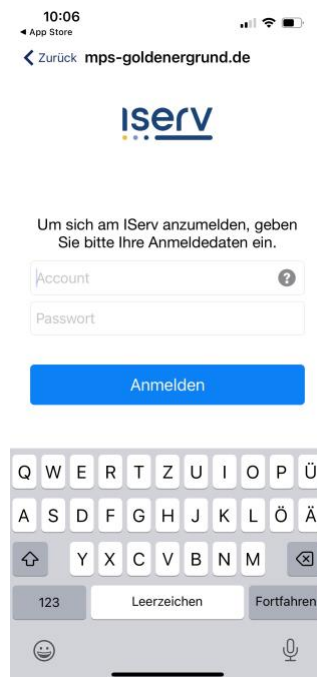 10:06
App Store
Zurück mps-goldenergrund.de
IServ
Um sich am IServ anzumelden, geben
Sie bitte Ihre Anmeldedaten ein.
Account ?
Passwort
Anmelden
Q W E R T Z U I O P Ü
A S D F G H J K L Ö Ä
Y X C V B N M
123 Leerzeichen Fortfahren